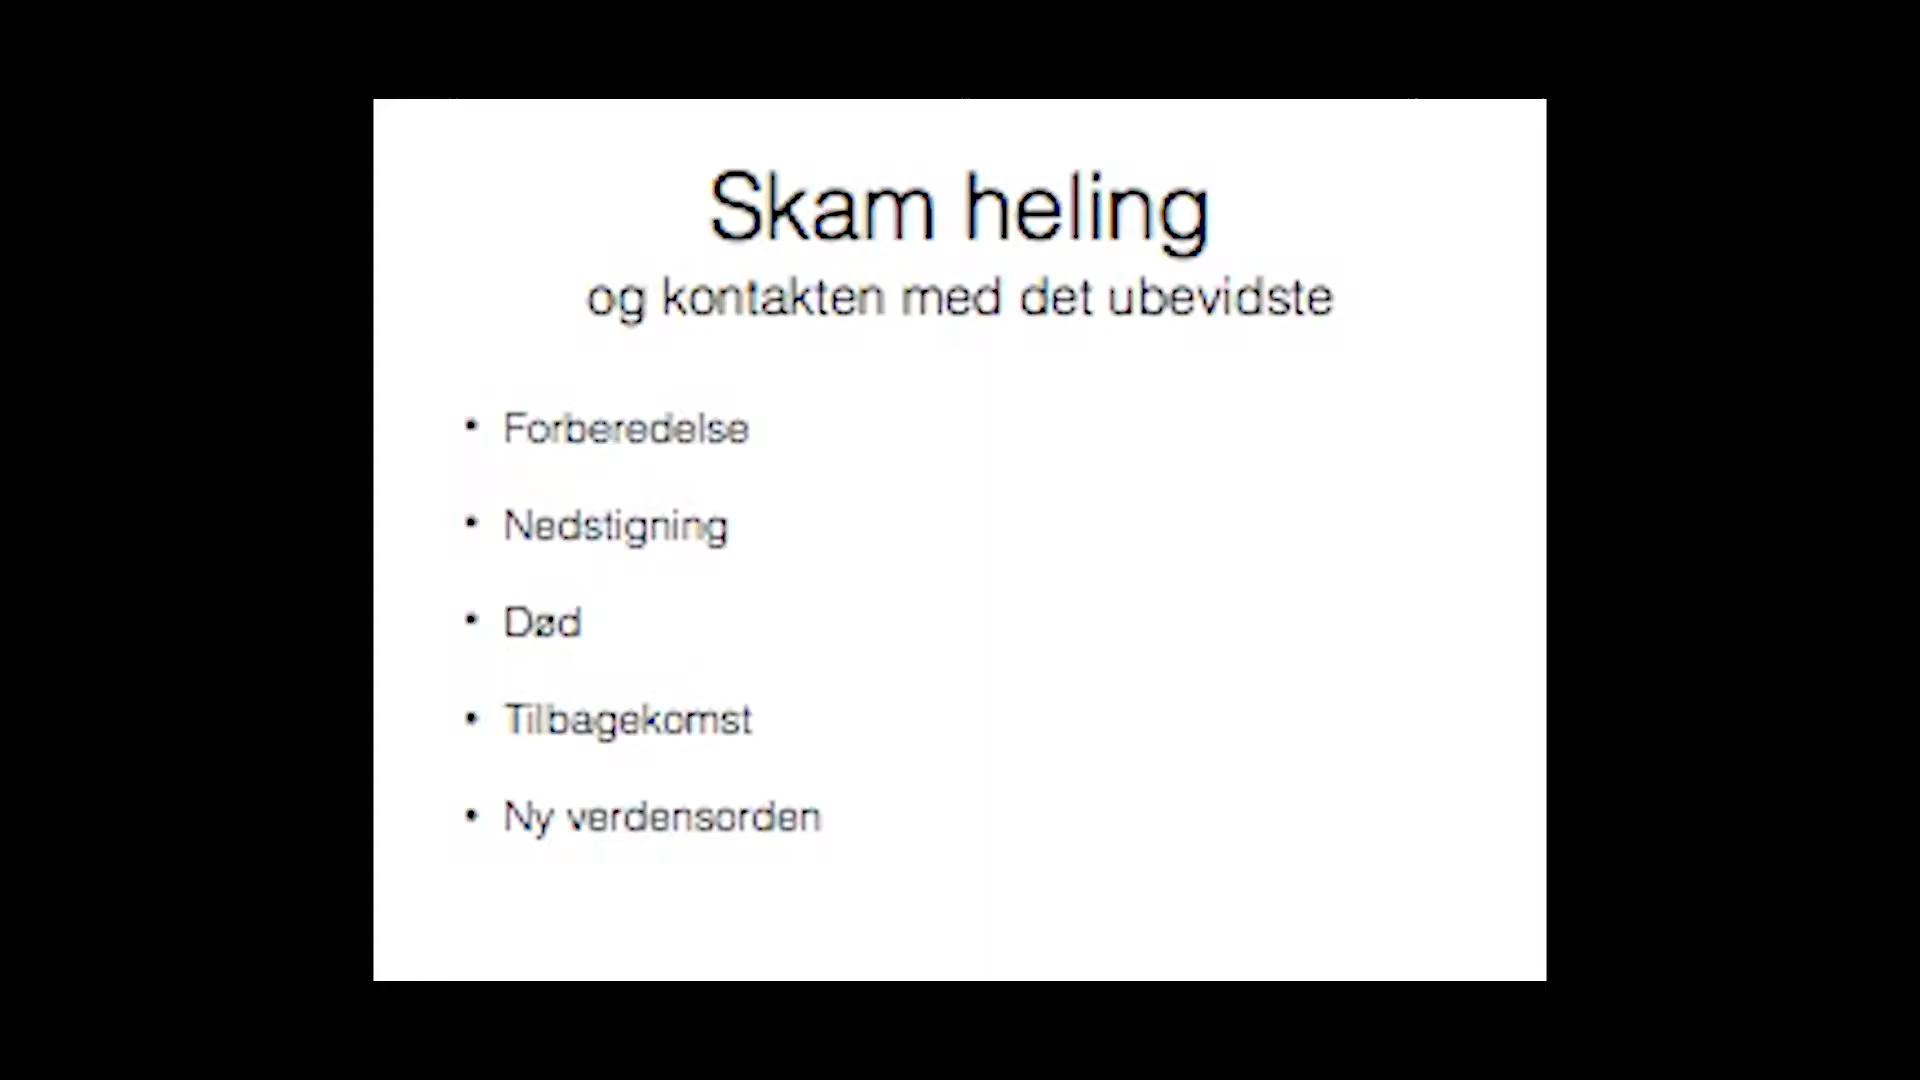 Skam heling
og kontakten med det ubevidste
• Forberedelse
• Nedstigning
• Død
• Tilbagekomst
• Ny verdensorden